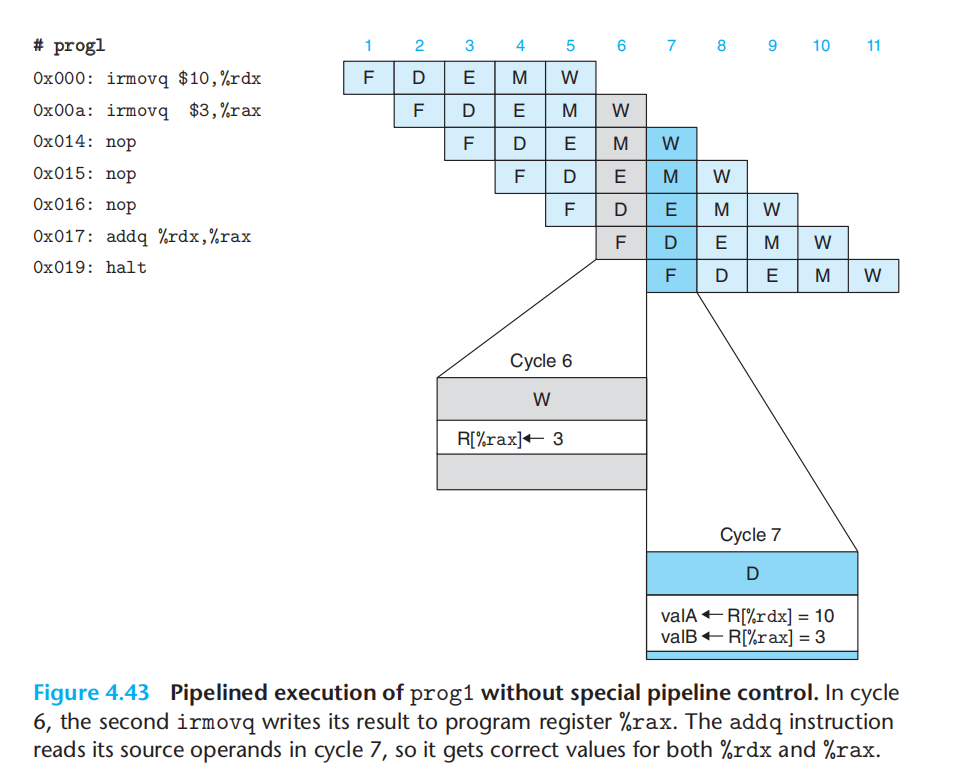 # prog1 1 2 3 4 5 6 7 8 9 10 11
0x000: irmovq $10,%rdx F D E M W
0x00a: irmovq $3,%rax F D E M W
0x014: nop F D E M W
0x015: nop F D E M W
0x016: nop F D E M W
0x017: addq %rdx,%rax F D E M W
0x019: halt F D E M W
Cycle 6
W
R[%rax]← 3
Cycle 7
D
valA ← R[%rdx] = 10
valB ← R[%rax] = 3
Figure 4.43 Pipelined execution of prog1 without special pipeline control. In cycle
6, the second irmovq writes its result to program register %rax. The addq instruction
reads its source operands in cycle 7, so it gets correct values for both %rdx and %rax.